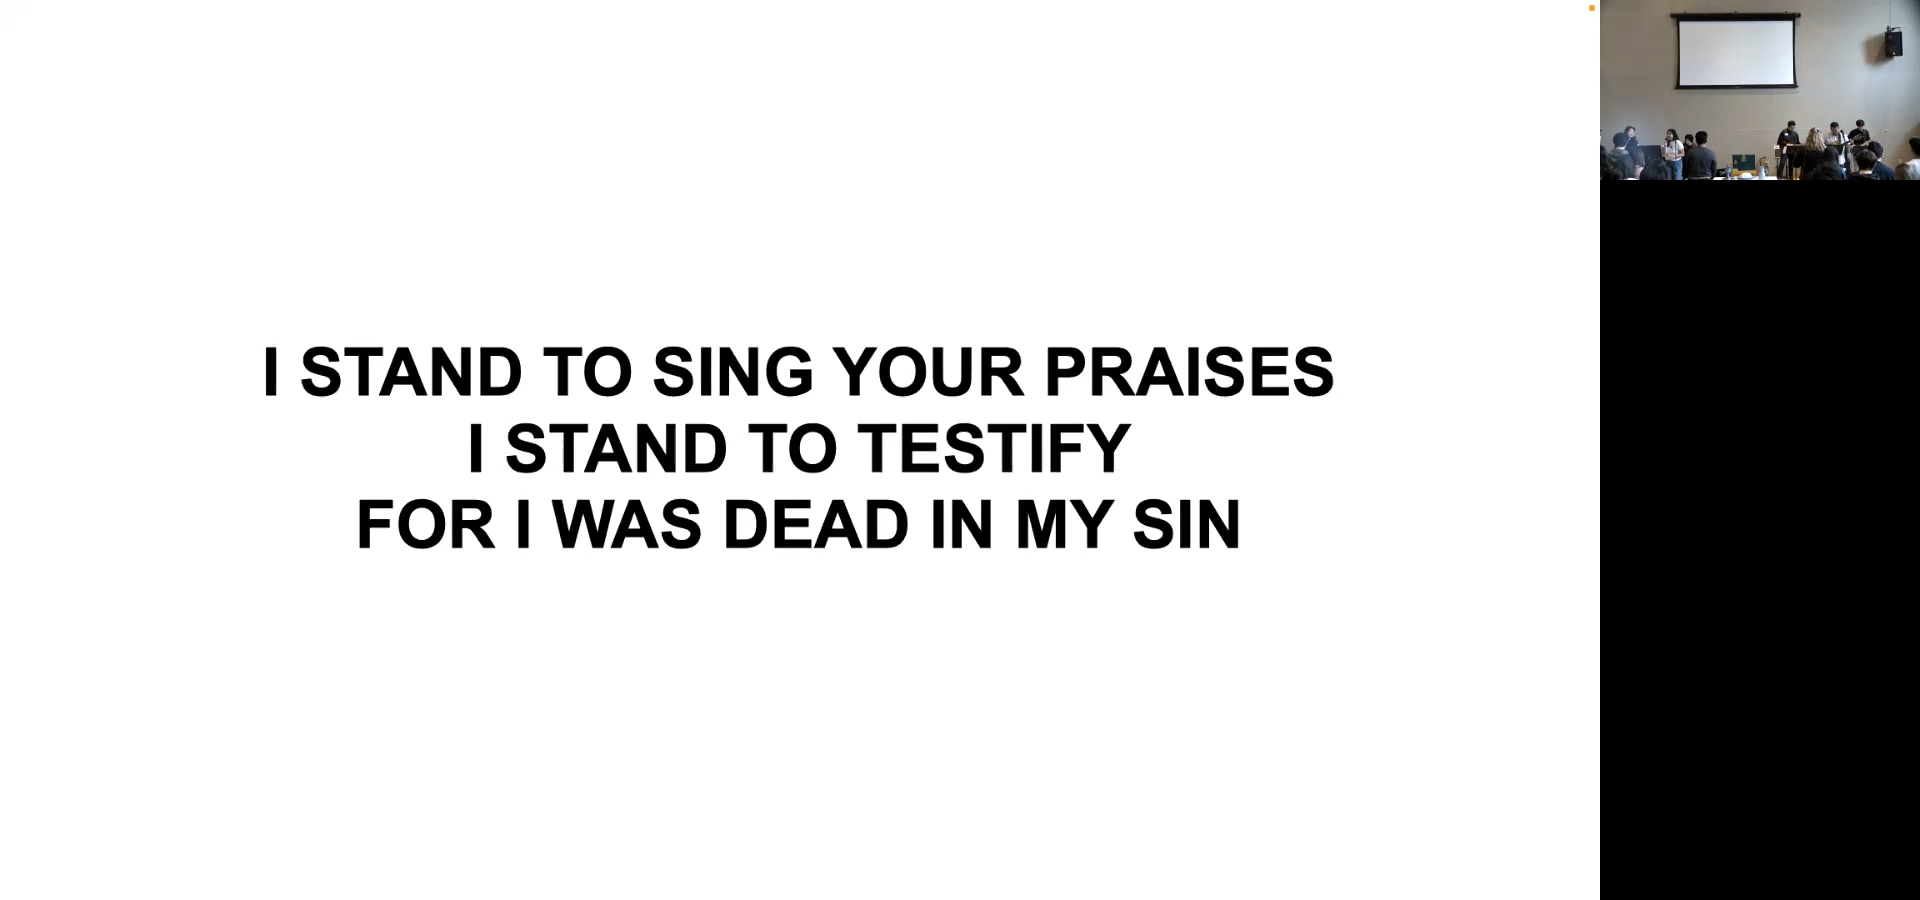 I STAND TO SING YOUR PRAISES
I STAND TO TESTIFY
FOR I WAS DEAD IN MY SIN